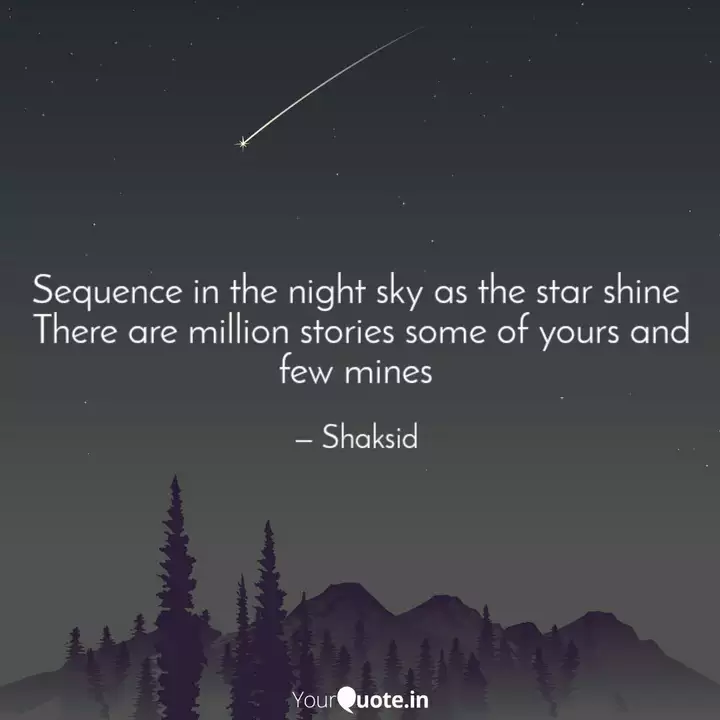 Sequence in the night sky as the star shine
There are million stories some of yours and
few mines
– Shaksid
YourQuote.in